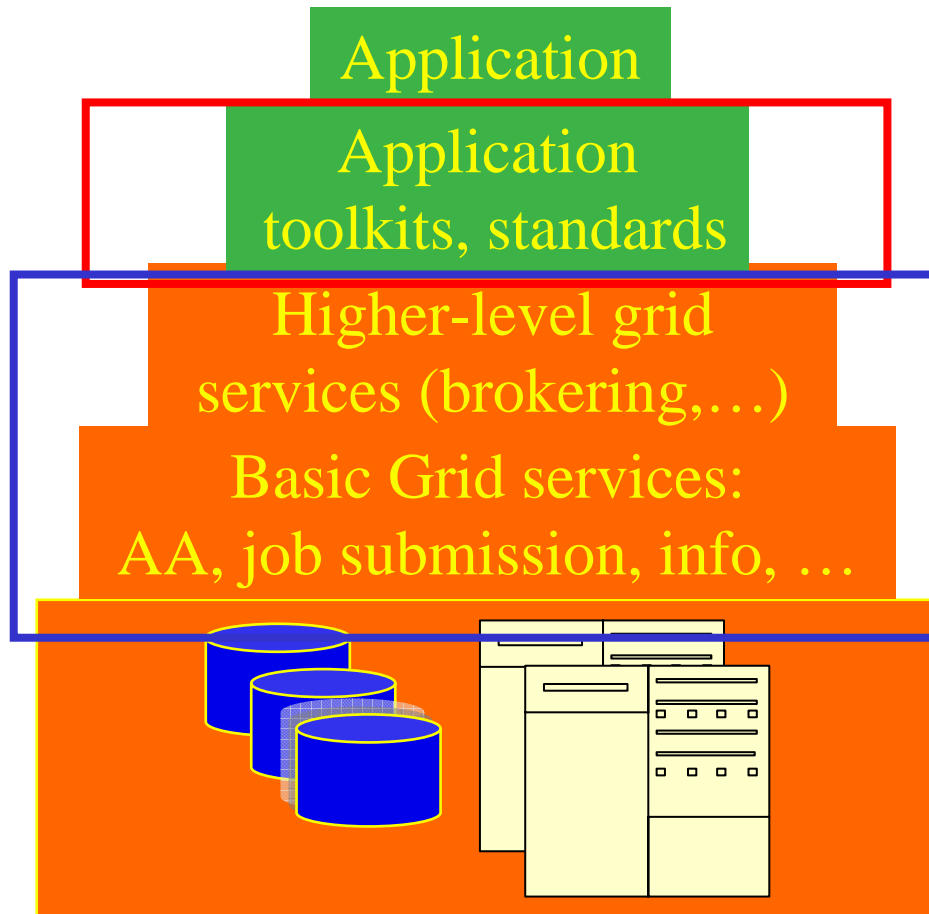 Application
Application
toolkits, standards
Higher-level grid
services (brokering,…)
Basic Grid services:
AA, job submission, info, …